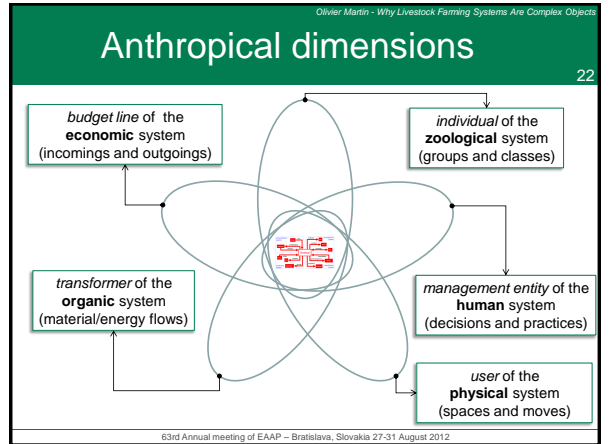 Olivier Martin - Why Livestock Farming Systems Are Complex Objects
Anthropical dimensions
22
budget line of the
economic system
(incomings and outgoings)
individual of the
zoological system
(groups and classes)
transformer of the
organic system
(material/energy flows)
management entity of the
human system
(decisions and practices)
user of the
physical system
(spaces and moves)
63rd Annual meeting of EAAP – Bratislava, Slovakia 27-31 August 2012